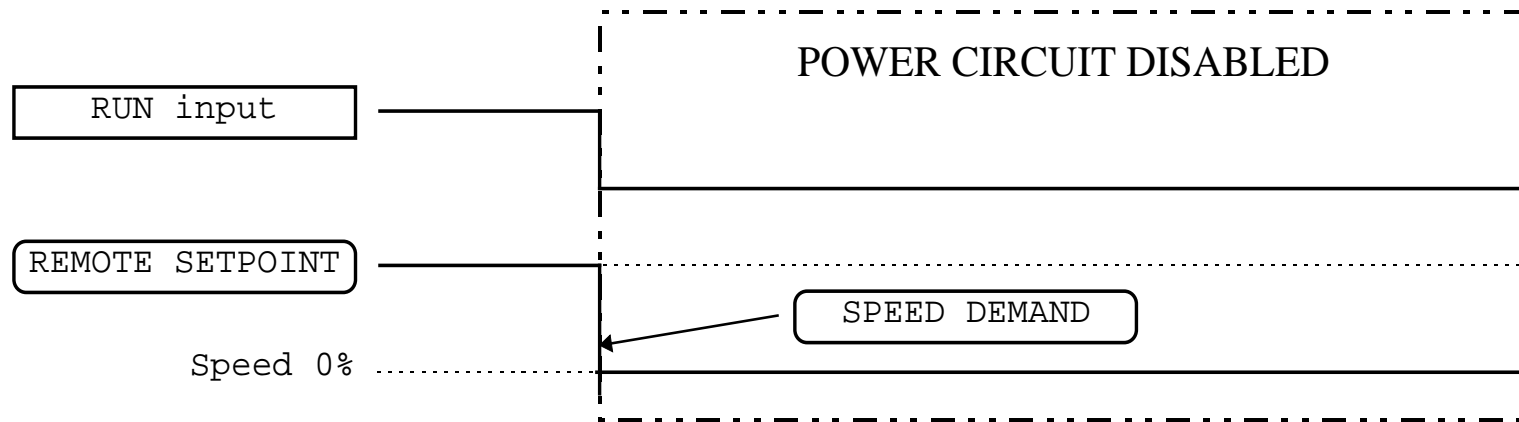 POWER CIRCUIT DISABLED
RUN input
REMOTE SETPOINT
SPEED DEMAND
Speed 0%